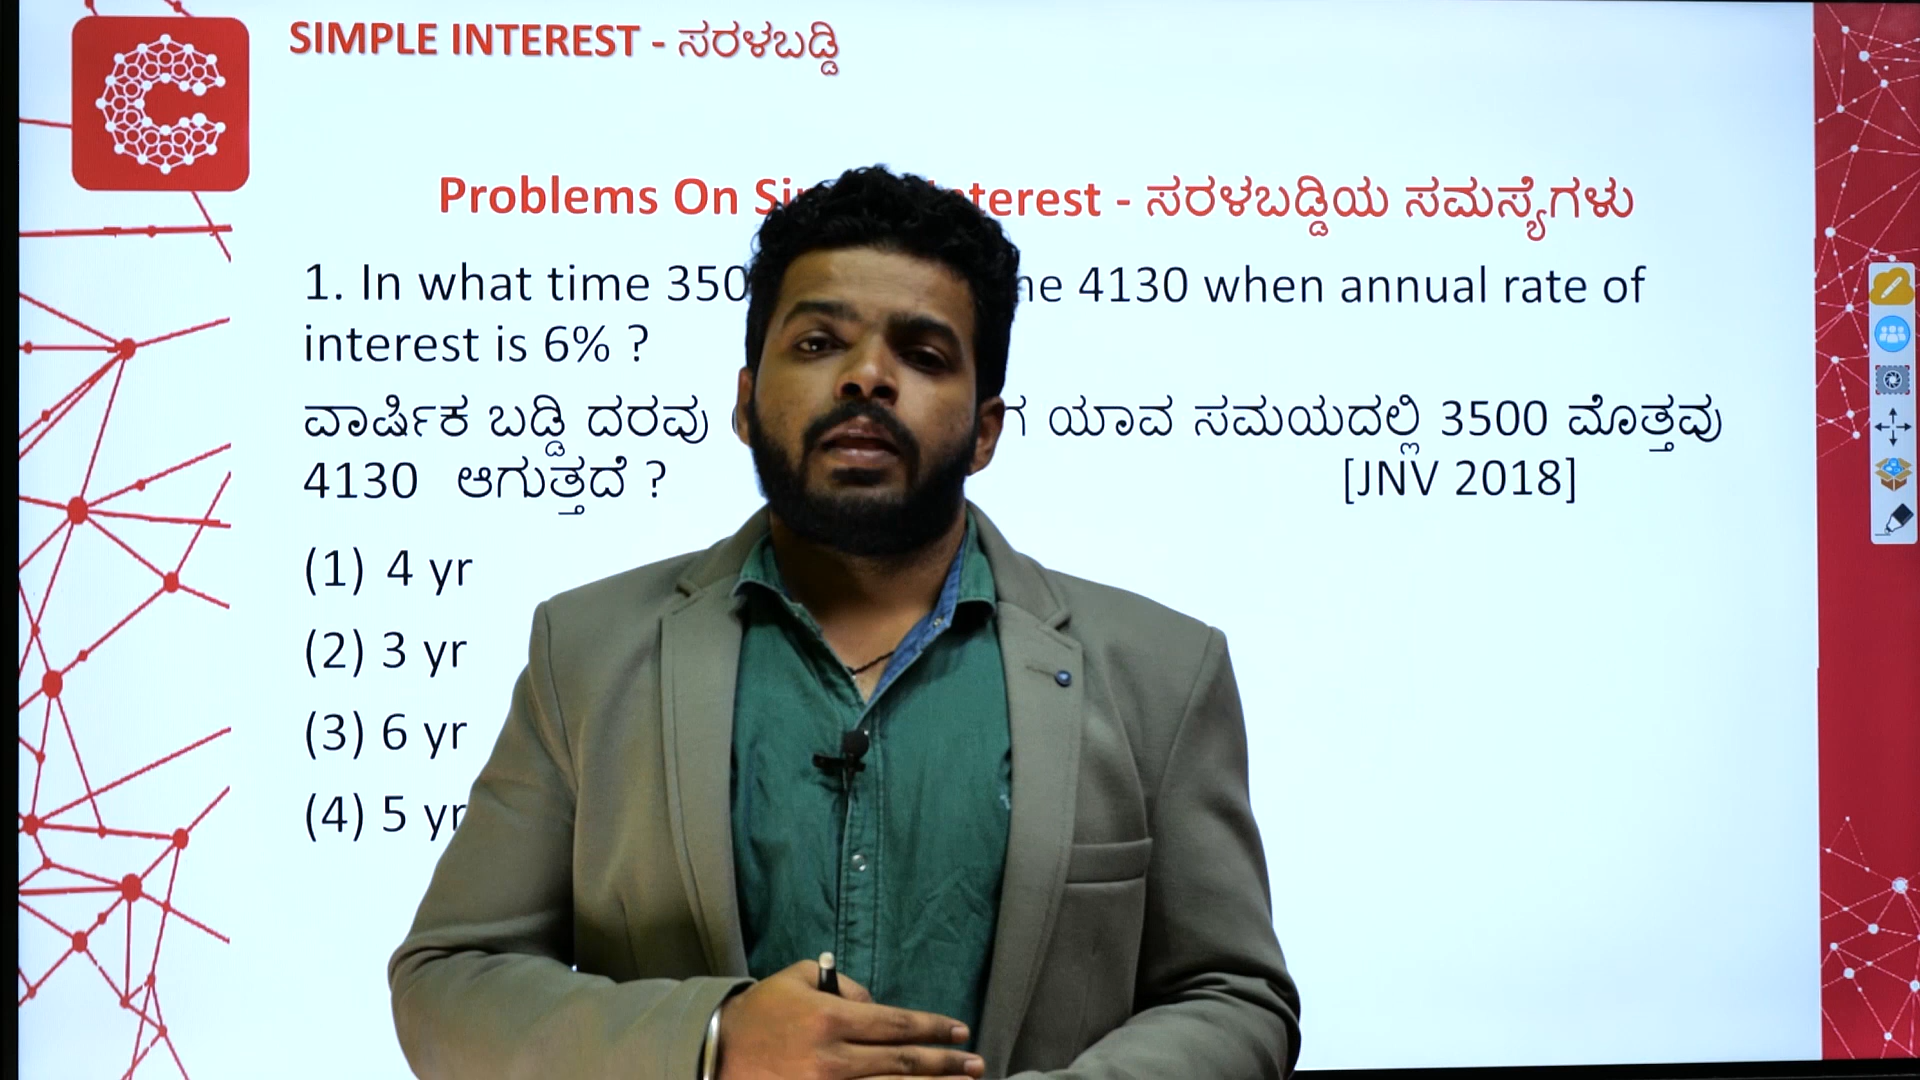 SIMPLE INTEREST - ಸರಳಬಡ್ಡಿ
Problems On terest - ಸರಳಬಡ್ಡಿಯ ಸಮಸ್ಯೆಗಳು
1. In what time 350 4130 when annual rate of
interest is 6% ?
ವಾರ್ಷಿಕ ಬಡ್ಡಿ ದರವು ಯಾವ ಸಮಯದಲ್ಲಿ 3500 ಮೊತ್ತವು
4130 ಆಗುತ್ತದೆ ? [JNV 2018]
(1) 4 yr
(2) 3 yr
(3) 6 yr
(4) 5 yr